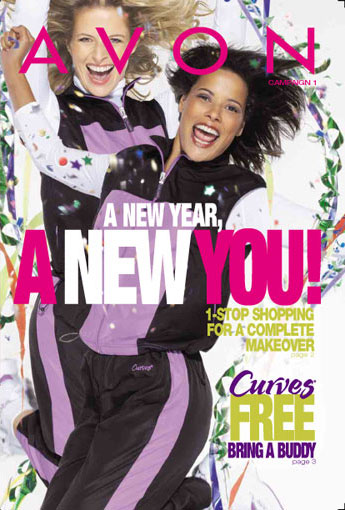 AVON
CAMPAIGN 1
A NEW YEAR,
A NEW YOU!
1-STOP SHOPPING
FOR A COMPLETE
MAKEOVER
page 2
Curves
FREE
BRING A BUDDY
page 3
Curves